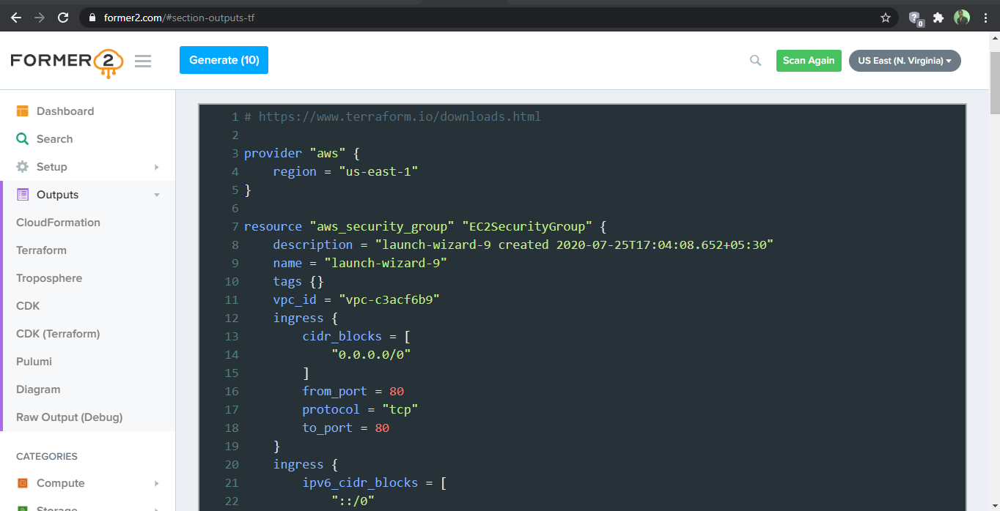 former2.com/#section-outputs-tf
0
FORMER 2
Generate (10)
Scan Again
US East (N. Virginia)
Dashboard
Search
Setup
Outputs
CloudFormation
Terraform
Troposphere
CDK
CDK (Terraform)
Pulumi
Diagram
Raw Output (Debug)
CATEGORIES
Compute
Storage
1 # https://www.terraform.io/downloads.html
2
3 provider "aws" {
4     region = "us-east-1"
5 }
6
7 resource "aws_security_group" "EC2SecurityGroup" {
8     description = "launch-wizard-9 created 2020-07-25T17:04:08.652+05:30"
9     name = "launch-wizard-9"
10     tags {}
11     vpc_id = "vpc-c3acf6b9"
12     ingress {
13         cidr_blocks = [
14             "0.0.0.0/0"
15         ]
16         from_port = 80
17         protocol = "tcp"
18         to_port = 80
19     }
20     ingress {
21         ipv6_cidr_blocks = [
22             "::/0"